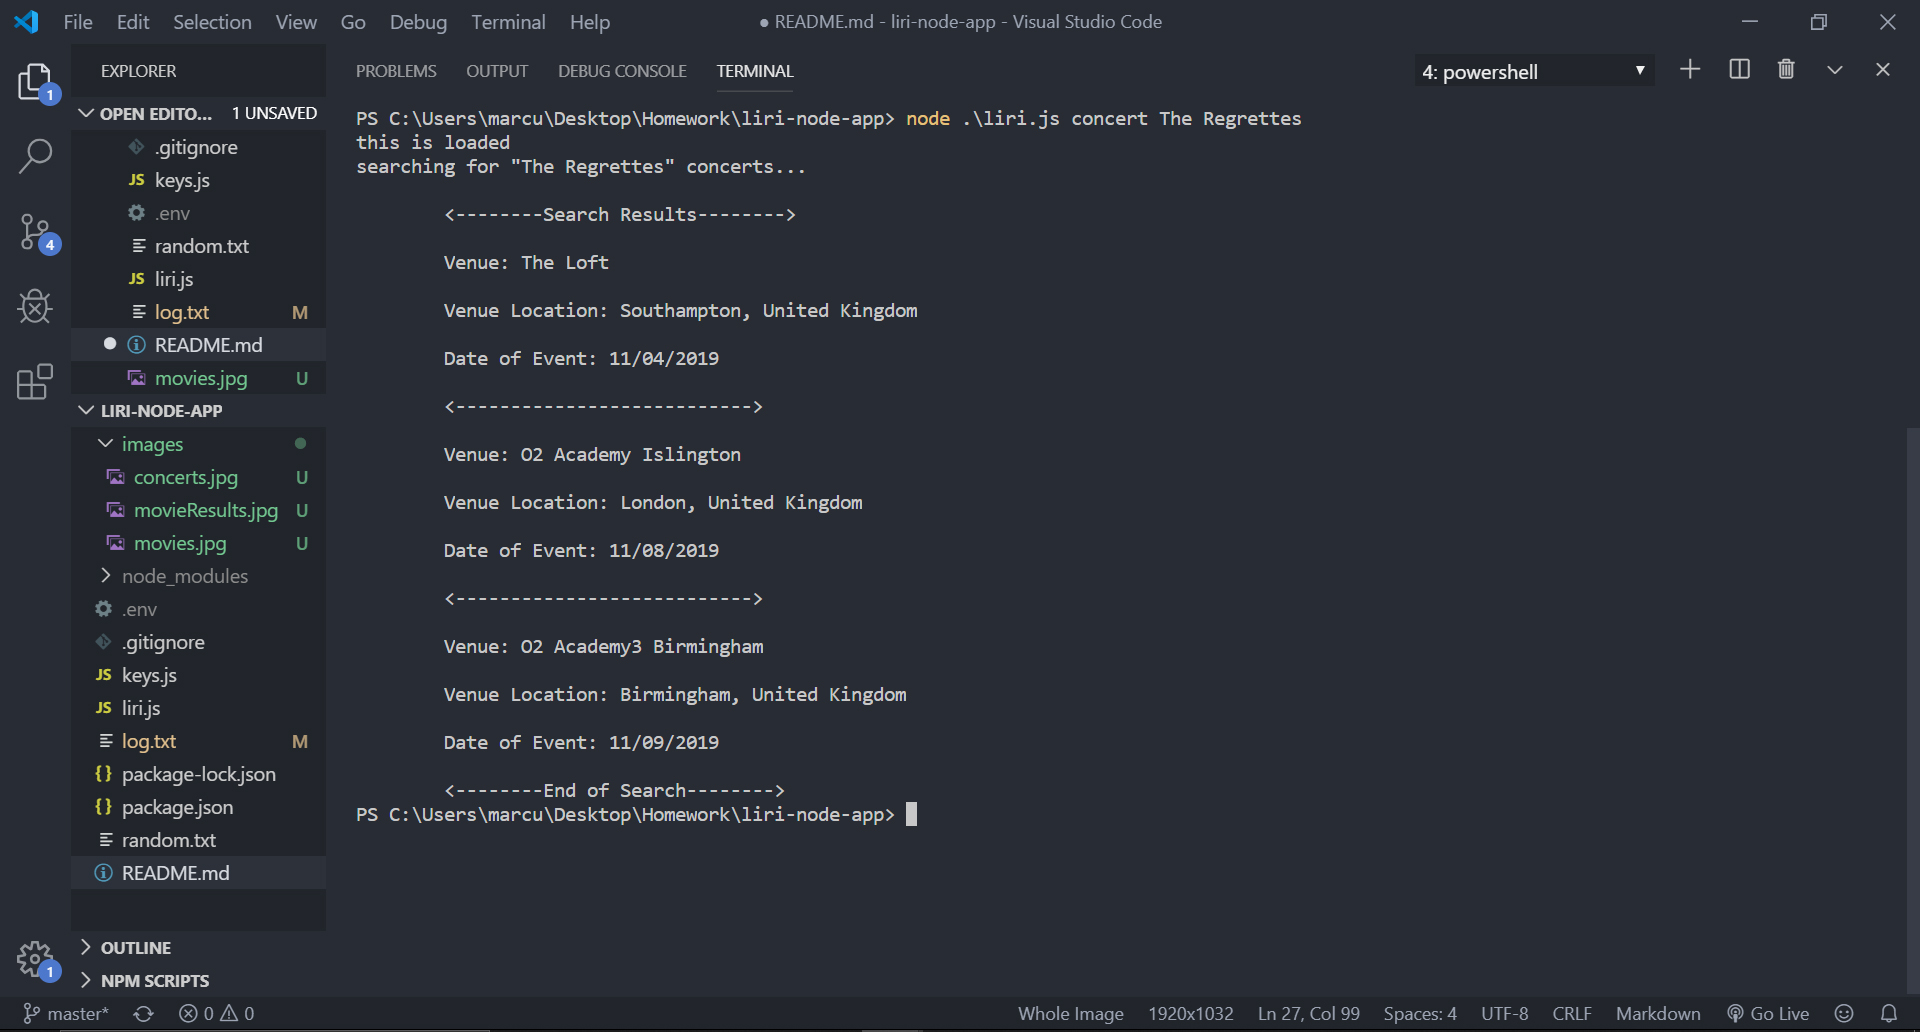 File Edit Selection View Go Debug Terminal Help
● README.md - liri-node-app - Visual Studio Code
EXPLORER
1
OPEN EDITO... 1 UNSAVED
.gitignore
JS keys.js
.env
random.txt
JS liri.js
log.txt M
README.md
movies.jpg U
4
LIRI-NODE-APP
images
concerts.jpg U
movieResults.jpg U
movies.jpg U
node_modules
.env
.gitignore
JS keys.js
JS liri.js
log.txt M
{} package-lock.json
{} package.json
random.txt
README.md
OUTLINE
NPM SCRIPTS
1
PROBLEMS OUTPUT DEBUG CONSOLE TERMINAL
4: powershell
PS C:\Users\marcu\Desktop\Homework\liri-node-app> node .\liri.js concert The Regrettes
this is loaded
searching for "The Regrettes" concerts...
<--------Search Results-------->
Venue: The Loft
Venue Location: Southampton, United Kingdom
Date of Event: 11/04/2019
<--------------------------->
Venue: O2 Academy Islington
Venue Location: London, United Kingdom
Date of Event: 11/08/2019
<--------------------------->
Venue: O2 Academy3 Birmingham
Venue Location: Birmingham, United Kingdom
Date of Event: 11/09/2019
<--------End of Search-------->
PS C:\Users\marcu\Desktop\Homework\liri-node-app>
master* 0 0 Whole Image 1920x1032 Ln 27, Col 99 Spaces: 4 UTF-8 CRLF Markdown Go Live